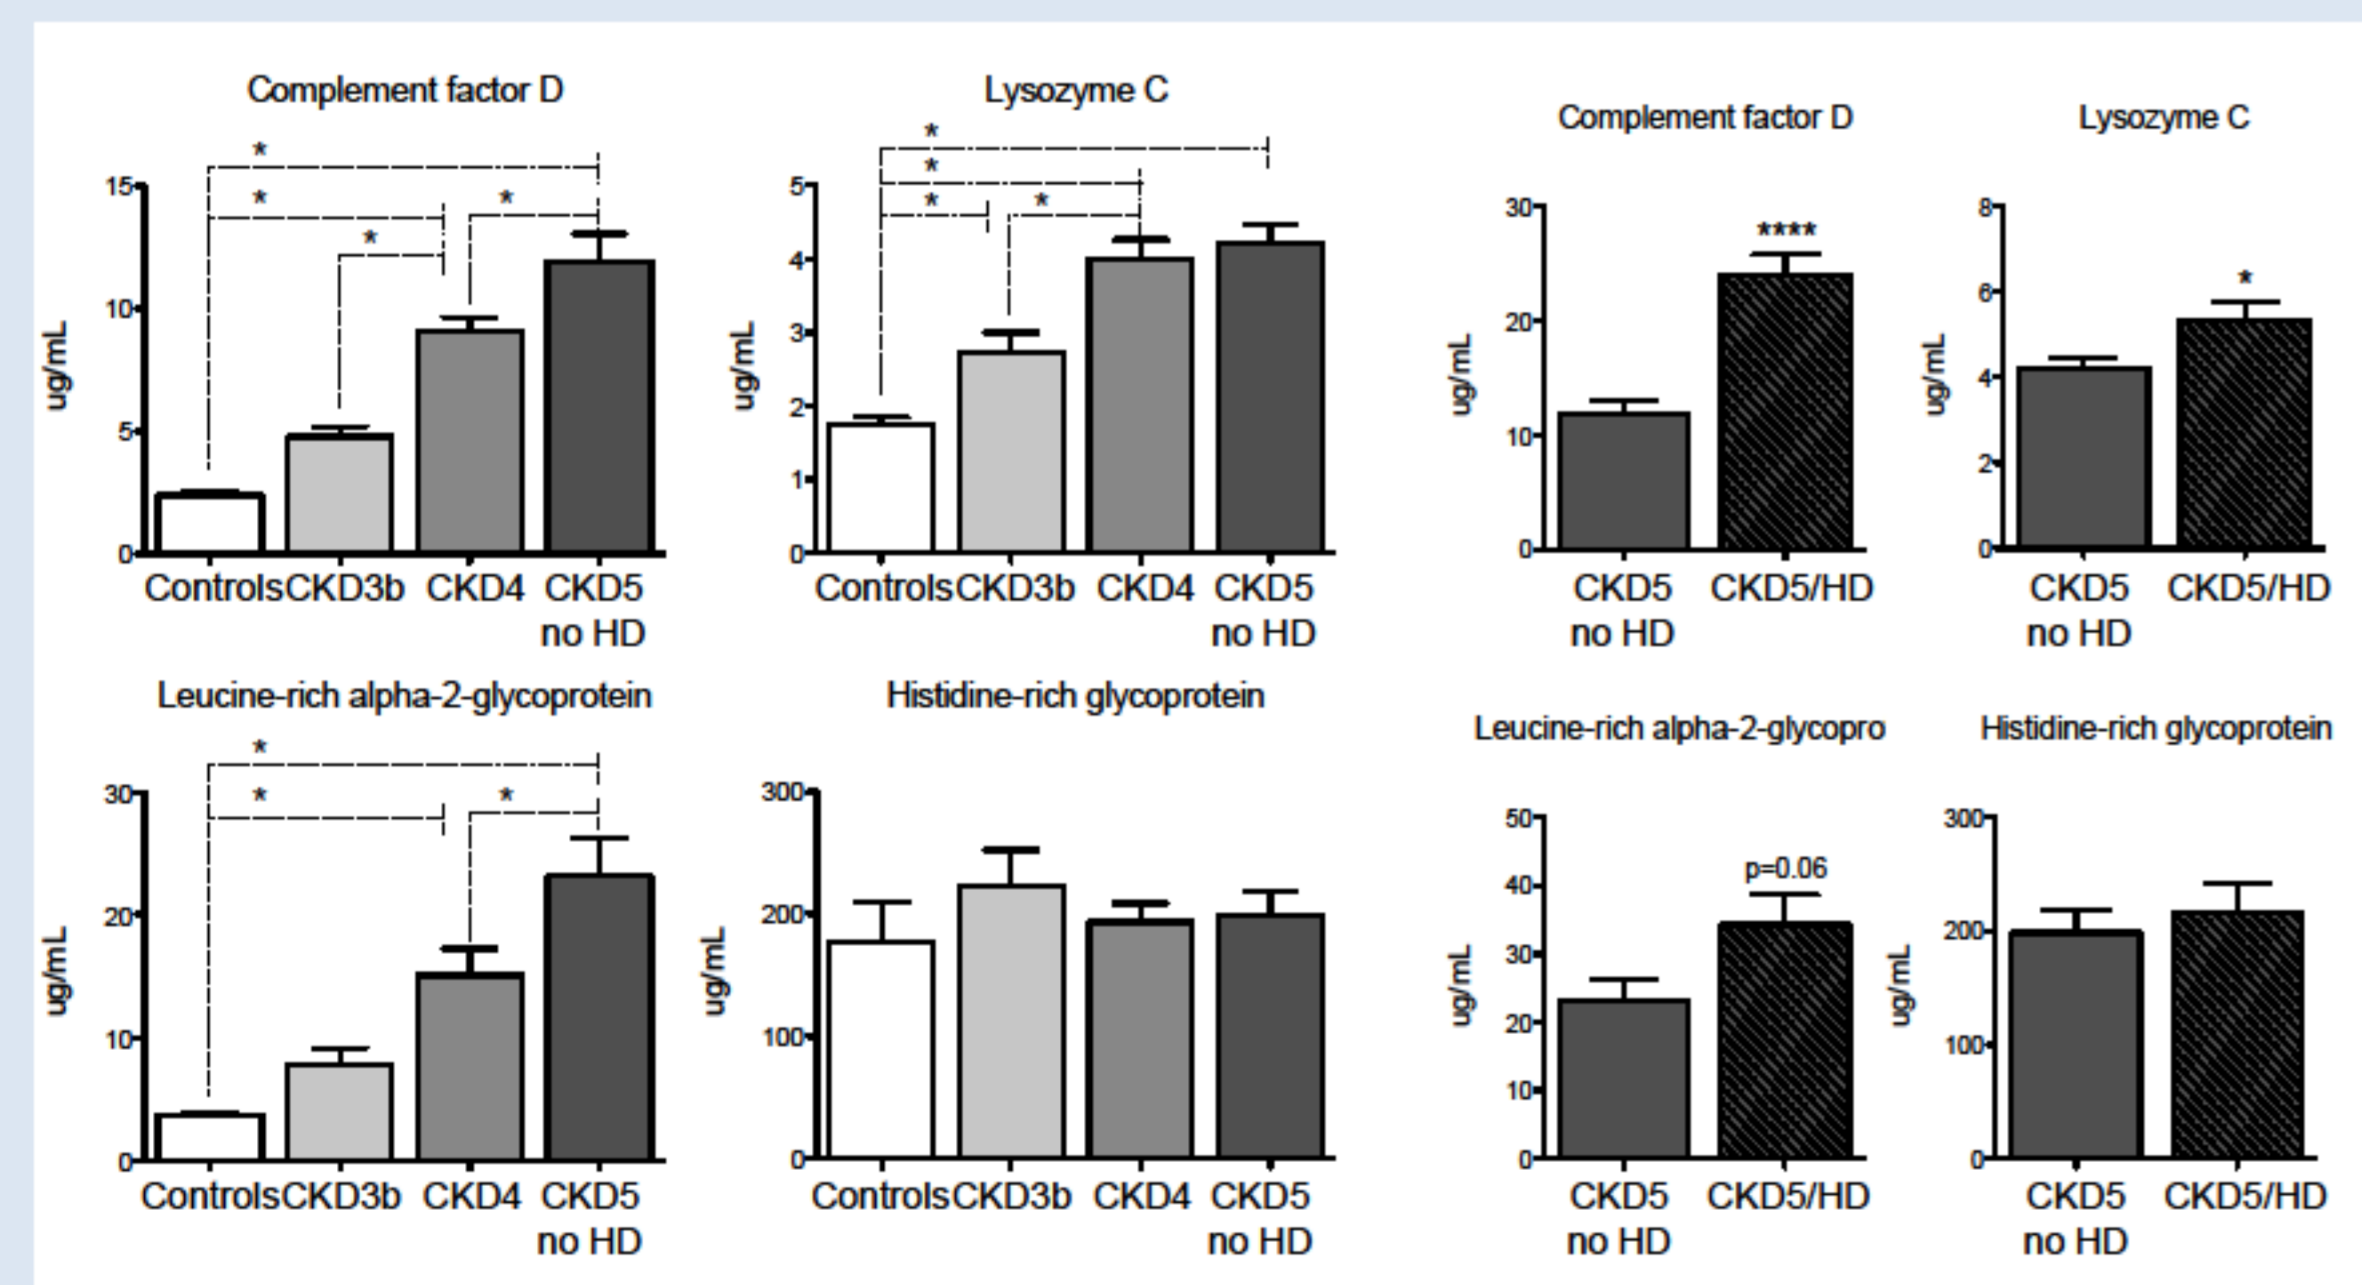 Complement factor D
*
*
*
*
15
10
5
0
ug/mL
Controls CKD3b CKD4 CKD5
no HD
Lysozyme C
*
*
*
*
5
4
3
2
1
0
ug/mL
Controls CKD3b CKD4 CKD5
no HD
Complement factor D
30
20
10
0
ug/mL
****
CKD5 CKD5/HD
no HD
Lysozyme C
8
6
4
2
0
ug/mL
*
CKD5 CKD5/HD
no HD
Leucine-rich alpha-2-glycoprotein
*
*
*
30
20
10
0
ug/mL
Controls CKD3b CKD4 CKD5
no HD
Histidine-rich glycoprotein
300
200
100
0
ug/mL
Controls CKD3b CKD4 CKD5
no HD
Leucine-rich alpha-2-glycopro
50
40
30
20
10
0
ug/mL
p=0.06
CKD5 CKD5/HD
no HD
Histidine-rich glycoprotein
300
200
100
0
ug/mL
CKD5 CKD5/HD
no HD